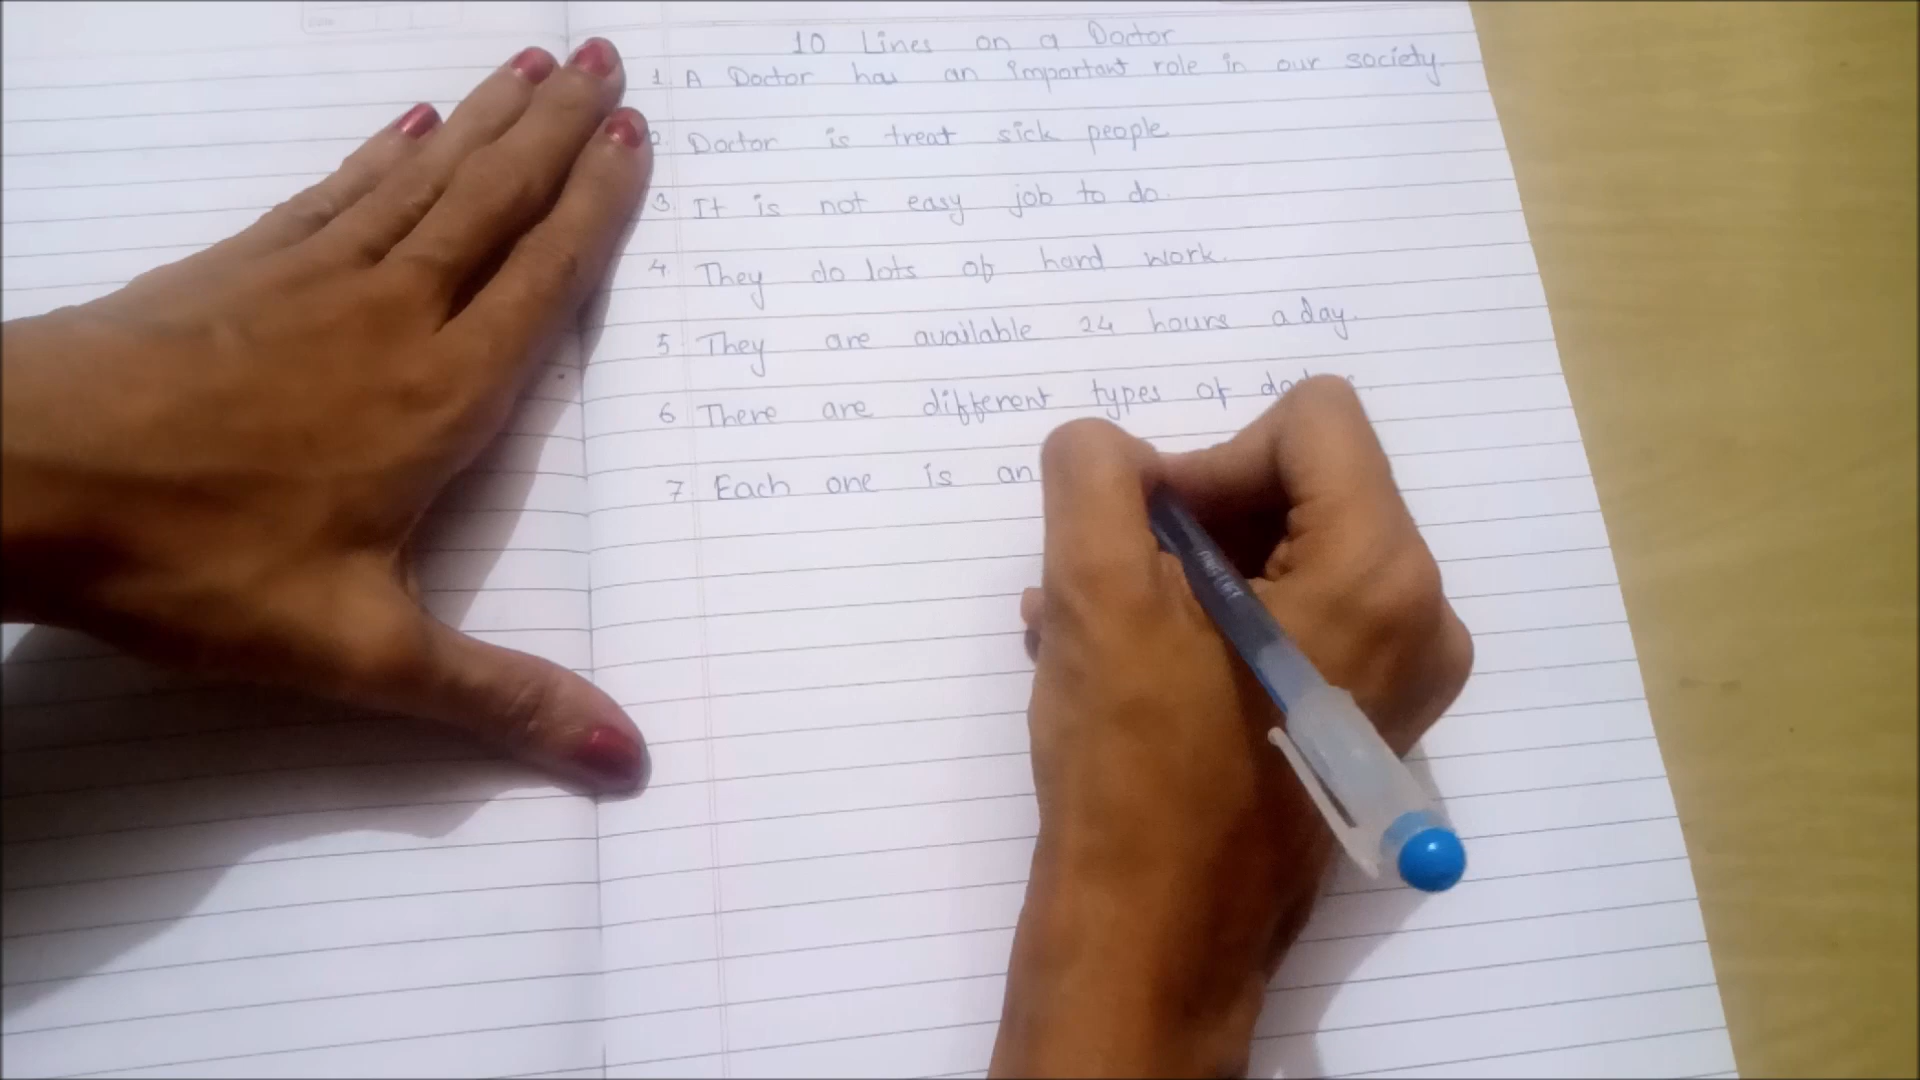 10 Lines on a Doctor
1. A Doctor has an important role in our society.
2. Doctor is treat sick people
3. It is not easy job to do.
4. They do lots of hard work.
5 They are available 24 hours a day.
6 There are different types of
7. Each one is an